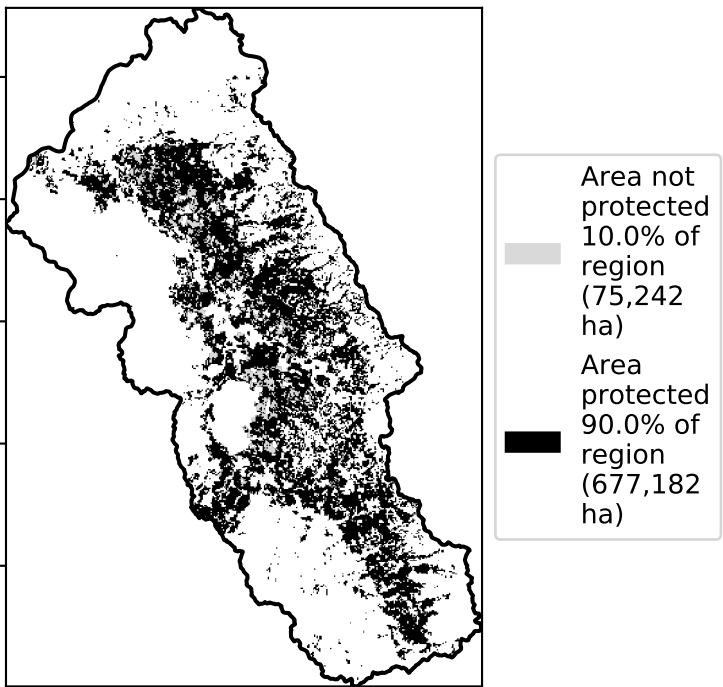 Area not
protected
10.0% of
region
(75,242
ha)
Area
protected
90.0% of
region
(677,182
ha)